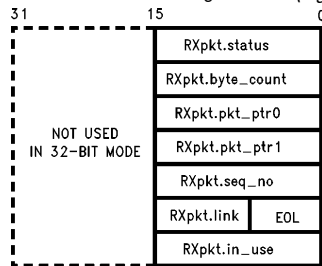 31 15 0
RXpkt.status
RXpkt.byte_count
RXpkt.pkt_ptr0
NOT USED
RXpkt.pkt_ptr1
IN 32-BIT MODE
RXpkt.seq_no
RXpkt.link EOL
RXpkt.in_use